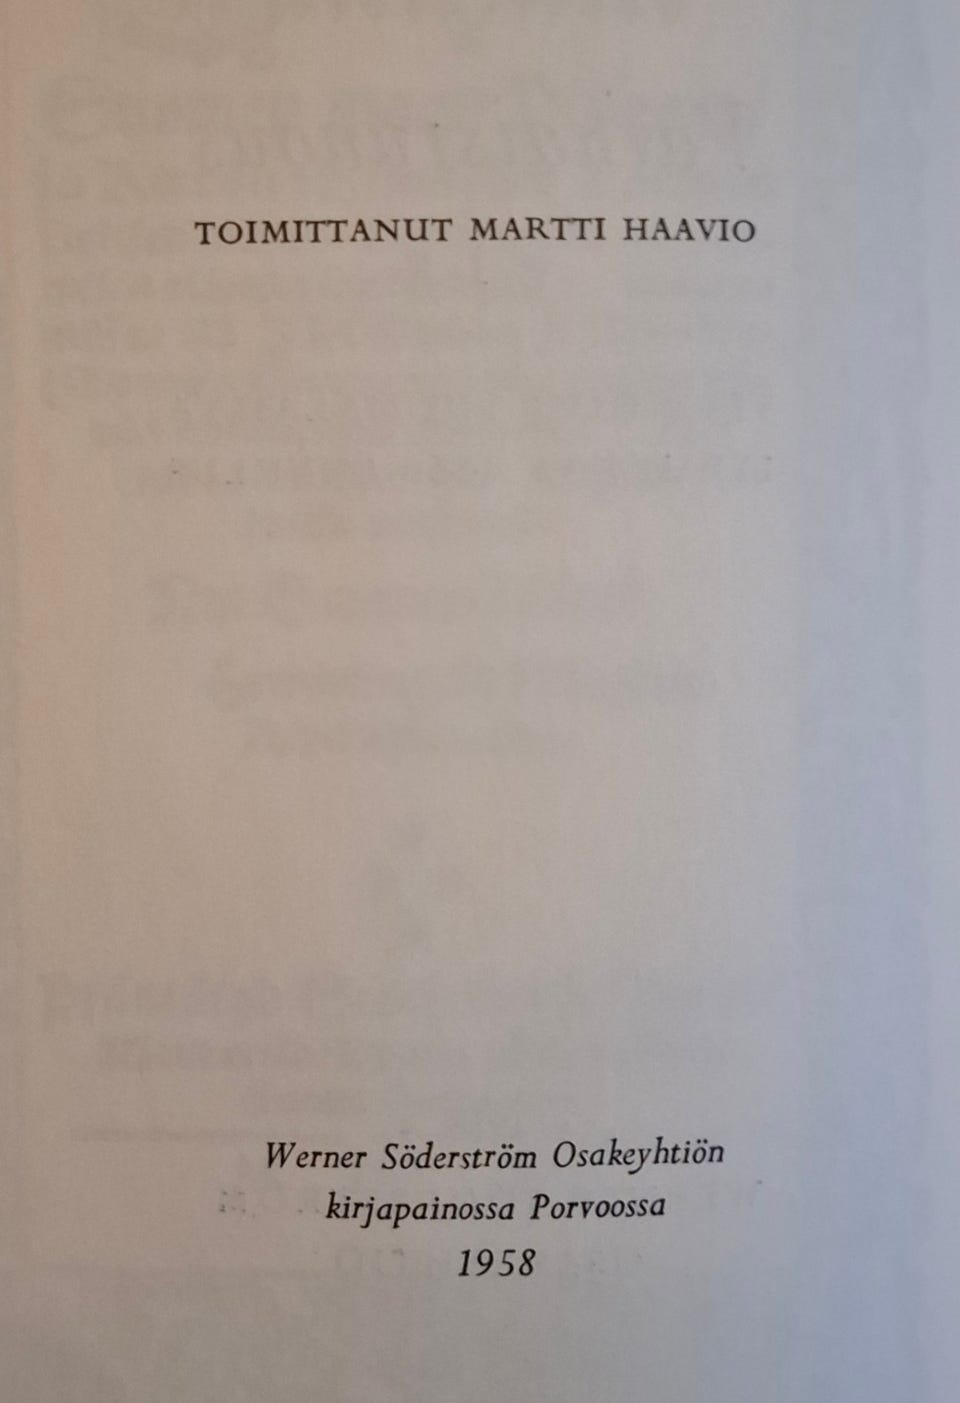 TOIMITTANUT MARTTI HAAVIO
Werner Söderström Osakeyhtiön
kirjapainossa Porvoossa
1958